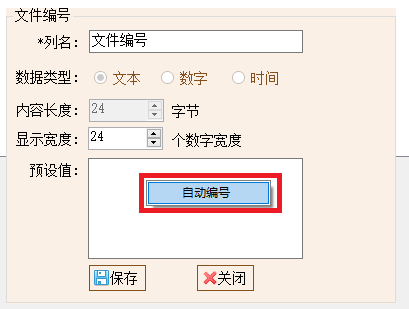 文件编号
*列名: 文件编号
数据类型: 文本 数字 时间
内容长度: 24 字节
显示宽度: 24 个数字宽度
预设值:
自动编号
保存 关闭